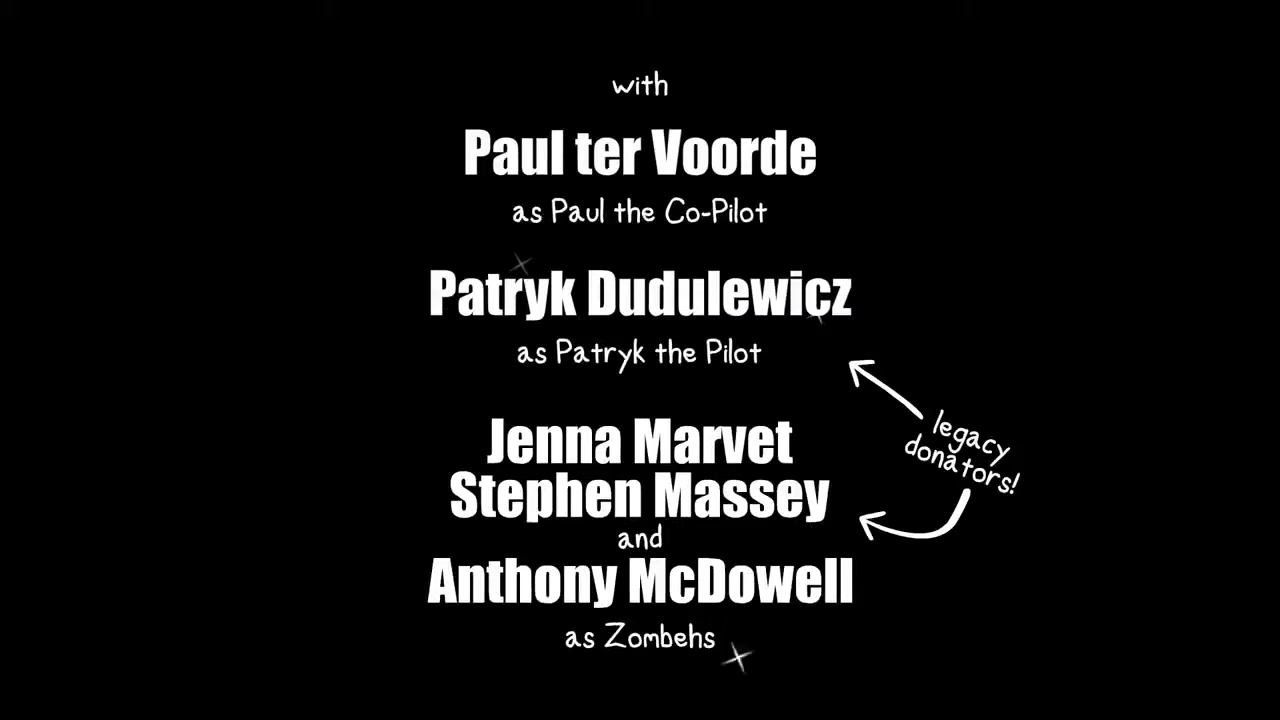 with
Paul ter Voorde
as Paul the Co-Pilot
Patryk Dudulewicz
as Patryk the Pilot
Jenna Marvet
Stephen Massey
and
Anthony McDowell
as Zombehs
legacy
donators!